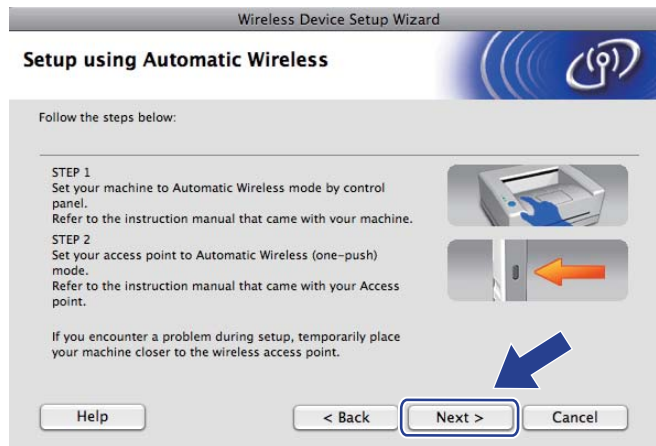 Wireless Device Setup Wizard
Setup using Automatic Wireless
Follow the steps below:
STEP 1
Set your machine to Automatic Wireless mode by control
panel.
Refer to the instruction manual that came with your machine.
STEP 2
Set your access point to Automatic Wireless (one-push)
mode.
Refer to the instruction manual that came with your Access
point.
If you encounter a problem during setup, temporarily place
your machine closer to the wireless access point.
Help
< Back
Next >
Cancel